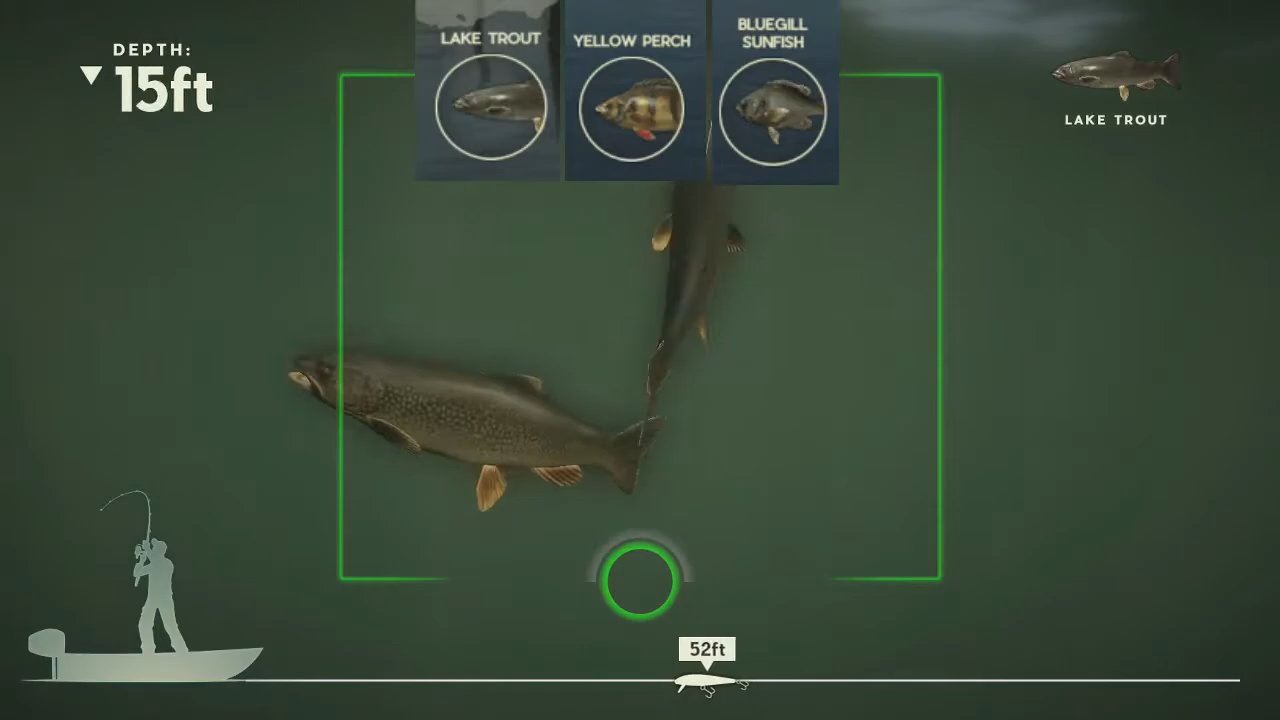 DEPTH:
15ft
LAKE TROUT
YELLOW PERCH
BLUEGILL
SUNFISH
LAKE TROUT
52ft